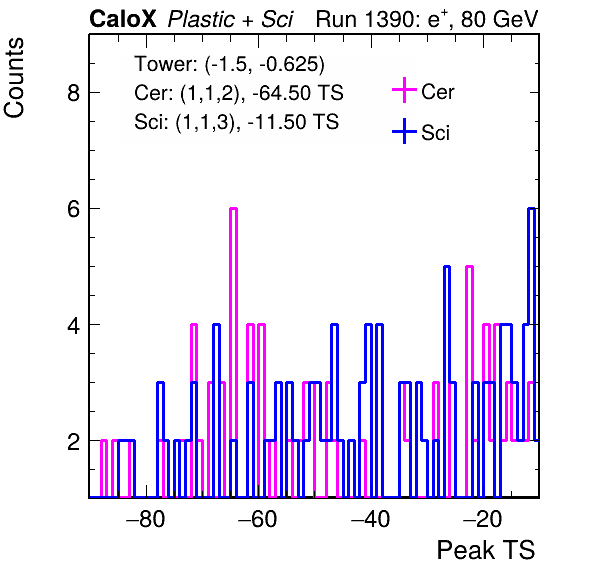 CaloX Plastic + Sci Run 1390: e+, 80 GeV
Tower: (-1.5, -0.625)
Cer: (1,1,2), -64.50 TS
Sci: (1,1,3), -11.50 TS
Cer
Sci
Counts
8
6
4
2
−80 −60 −40 −20
Peak TS